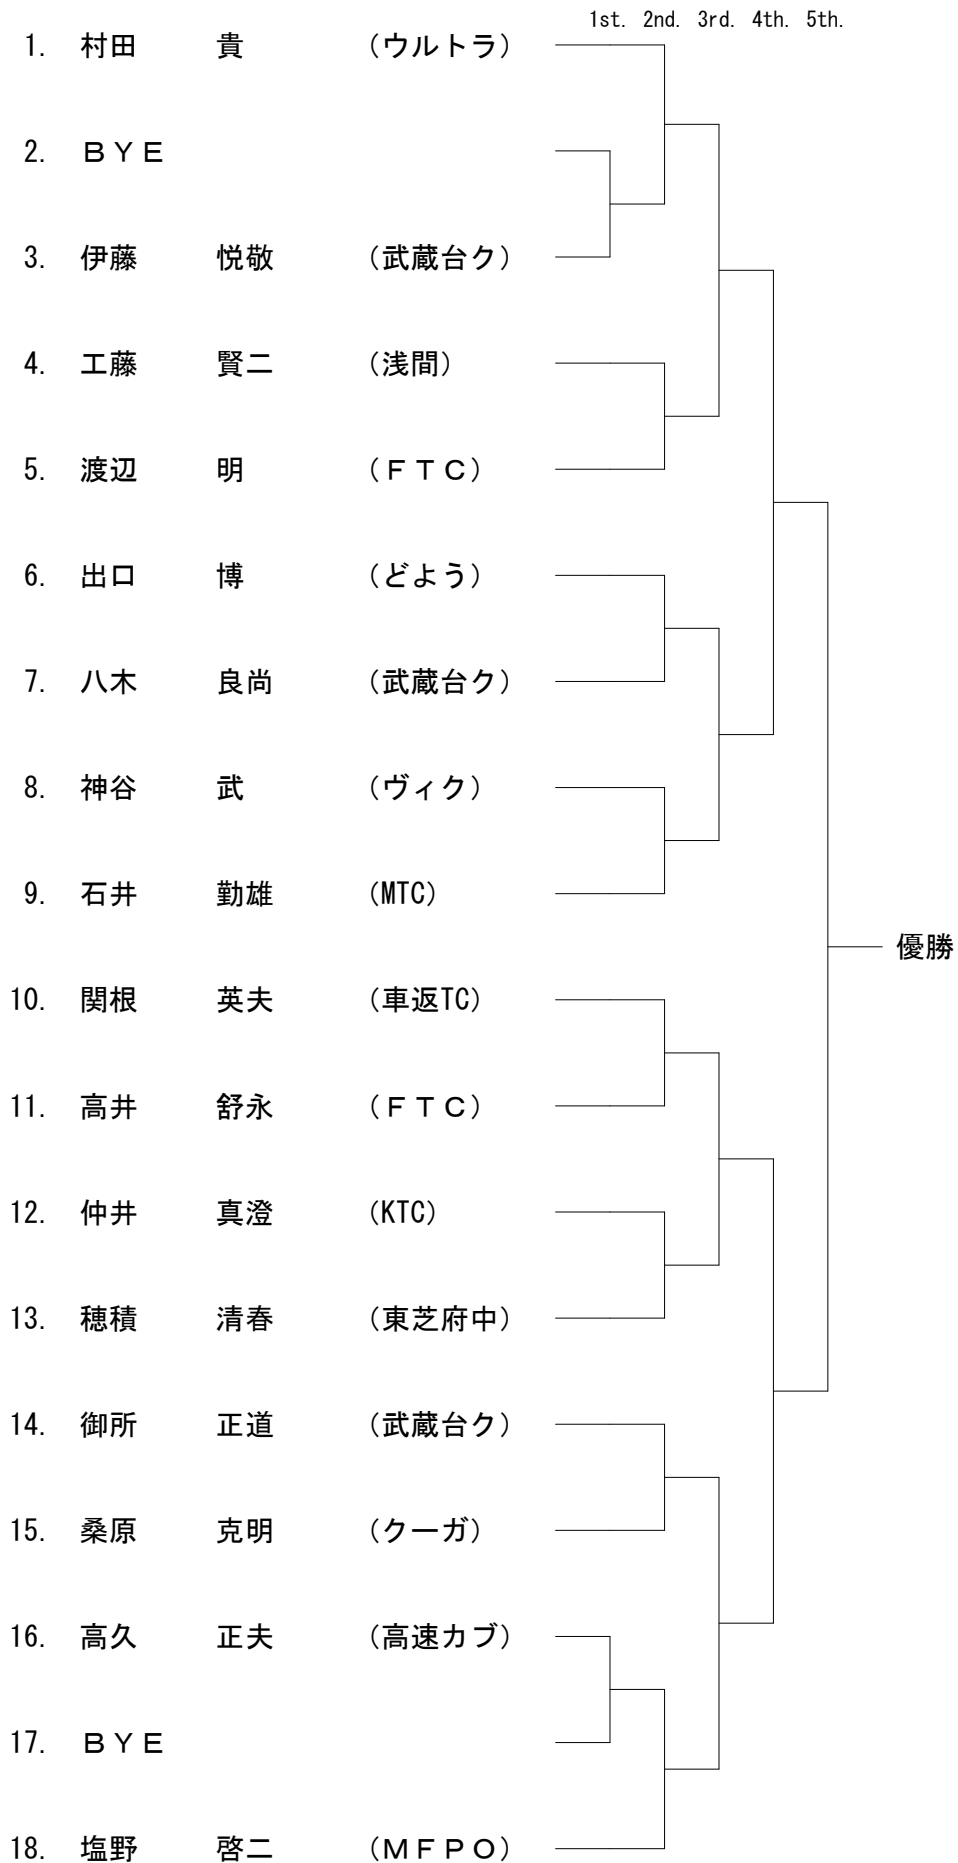 1st. 2nd. 3rd. 4th. 5th.
1. 村田 貴 (ウルトラ)
2. ＢＹＥ
3. 伊藤 悦敬 (武蔵台ク)
4. 工藤 賢二 (浅間)
5. 渡辺 明 (ＦＴＣ)
6. 出口 博 (どよう)
7. 八木 良尚 (武蔵台ク)
8. 神谷 武 (ヴィク)
9. 石井 勤雄 (MTC)
優勝
10. 関根 英夫 (車返TC)
11. 高井 舒永 (ＦＴＣ)
12. 仲井 真澄 (KTC)
13. 穂積 清春 (東芝府中)
14. 御所 正道 (武蔵台ク)
15. 桑原 克明 (クーガ)
16. 高久 正夫 (高速カブ)
17. ＢＹＥ
18. 塩野 啓二 (ＭＦＰＯ)